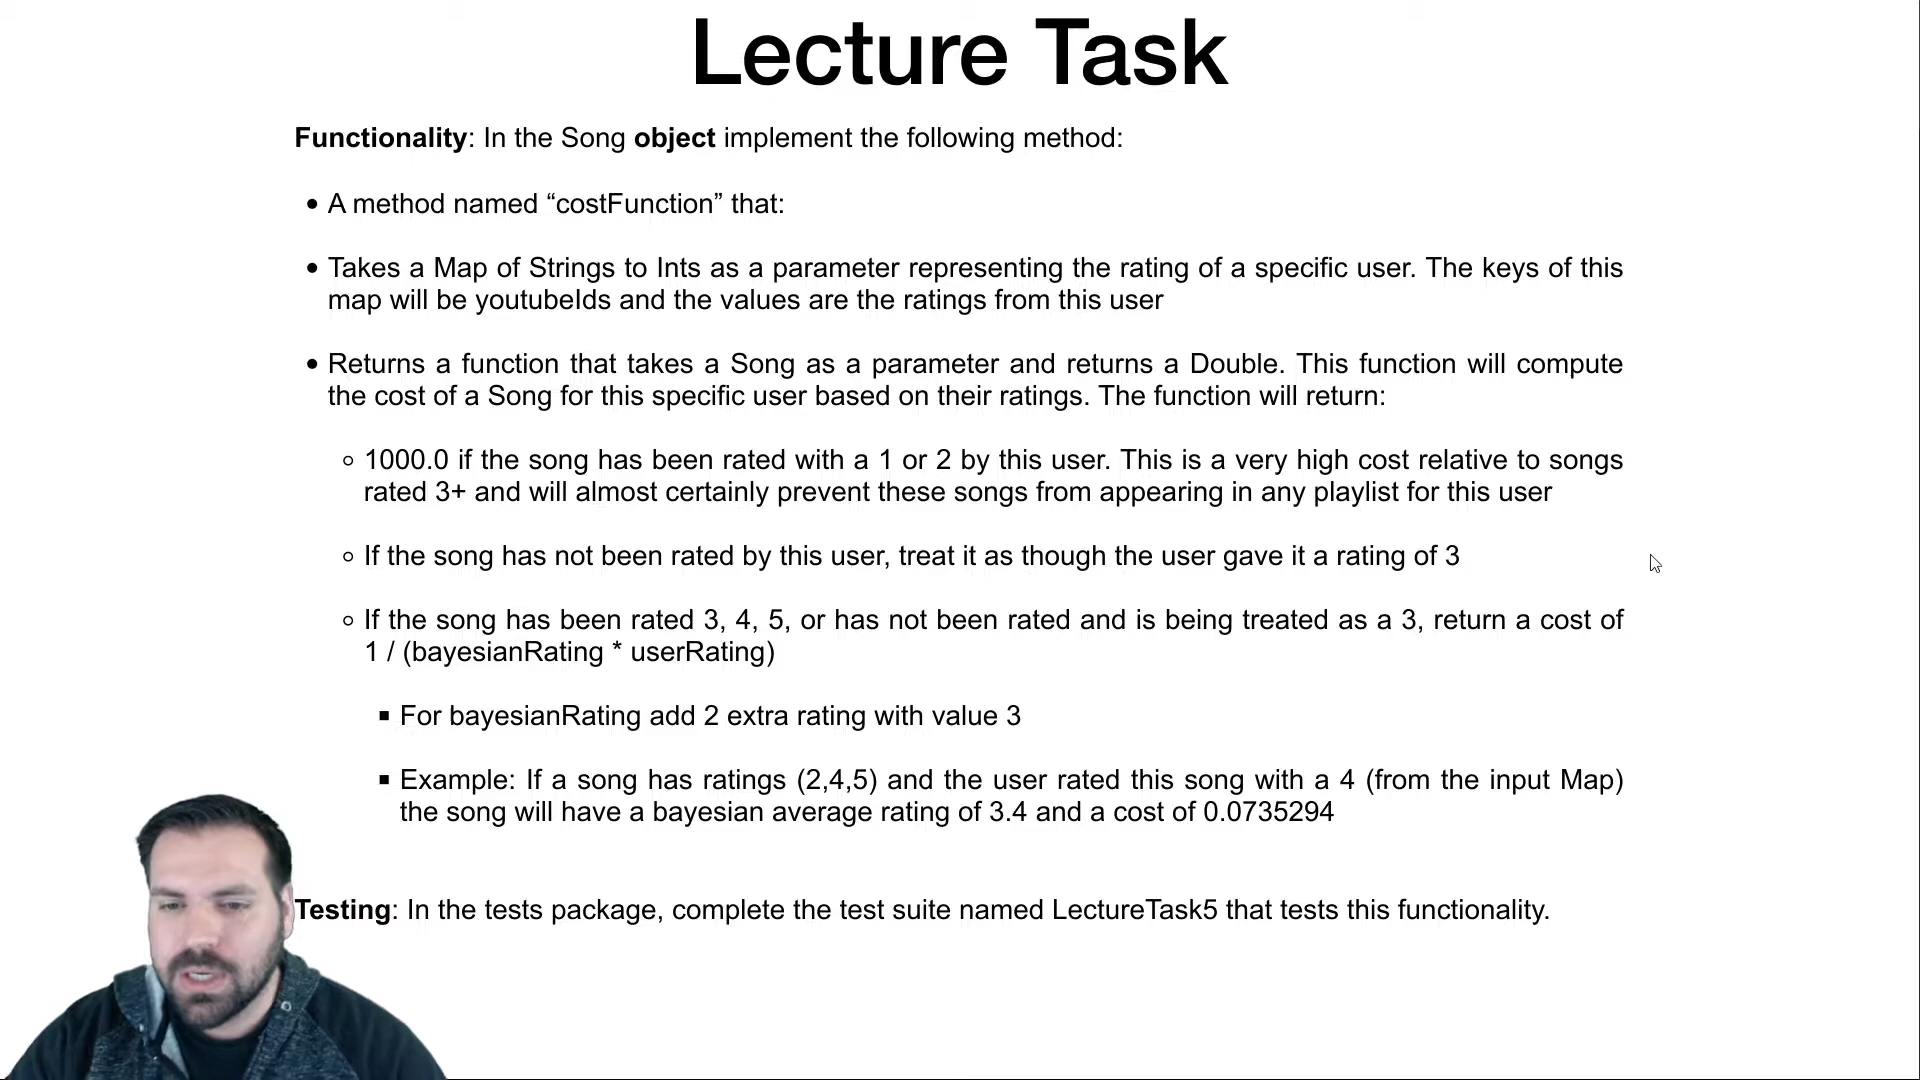 Lecture Task
Functionality: In the Song object implement the following method:
• A method named “costFunction” that:
• Takes a Map of Strings to Ints as a parameter representing the rating of a specific user. The keys of this
map will be youtubeIds and the values are the ratings from this user
• Returns a function that takes a Song as a parameter and returns a Double. This function will compute
the cost of a Song for this specific user based on their ratings. The function will return:
◦ 1000.0 if the song has been rated with a 1 or 2 by this user. This is a very high cost relative to songs
rated 3+ and will almost certainly prevent these songs from appearing in any playlist for this user
◦ If the song has not been rated by this user, treat it as though the user gave it a rating of 3
◦ If the song has been rated 3, 4, 5, or has not been rated and is being treated as a 3, return a cost of
1 / (bayesianRating * userRating)
▪ For bayesianRating add 2 extra rating with value 3
▪ Example: If a song has ratings (2,4,5) and the user rated this song with a 4 (from the input Map)
the song will have a bayesian average rating of 3.4 and a cost of 0.0735294
Testing: In the tests package, complete the test suite named LectureTask5 that tests this functionality.